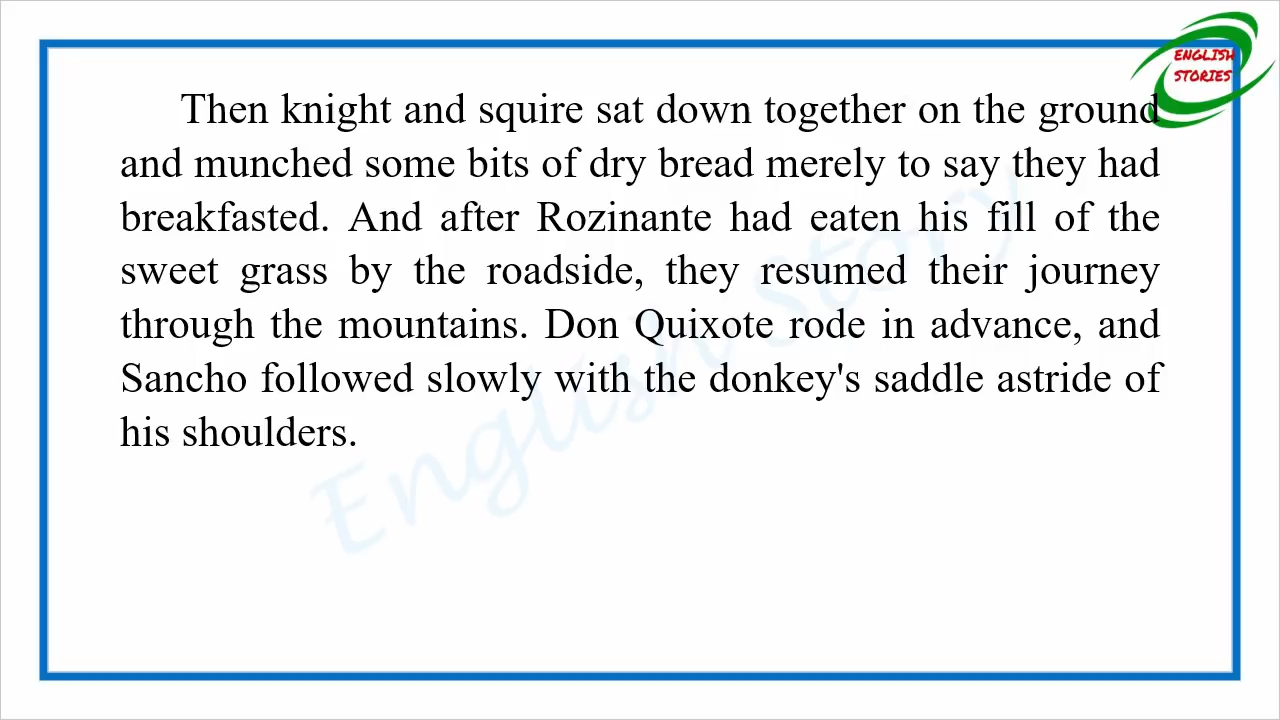 ENGLISH
STORIES
Then knight and squire sat down together on the ground
and munched some bits of dry bread merely to say they had
breakfasted. And after Rozinante had eaten his fill of the
sweet grass by the roadside, they resumed their journey
through the mountains. Don Quixote rode in advance, and
Sancho followed slowly with the donkey's saddle astride of
his shoulders.
English Story